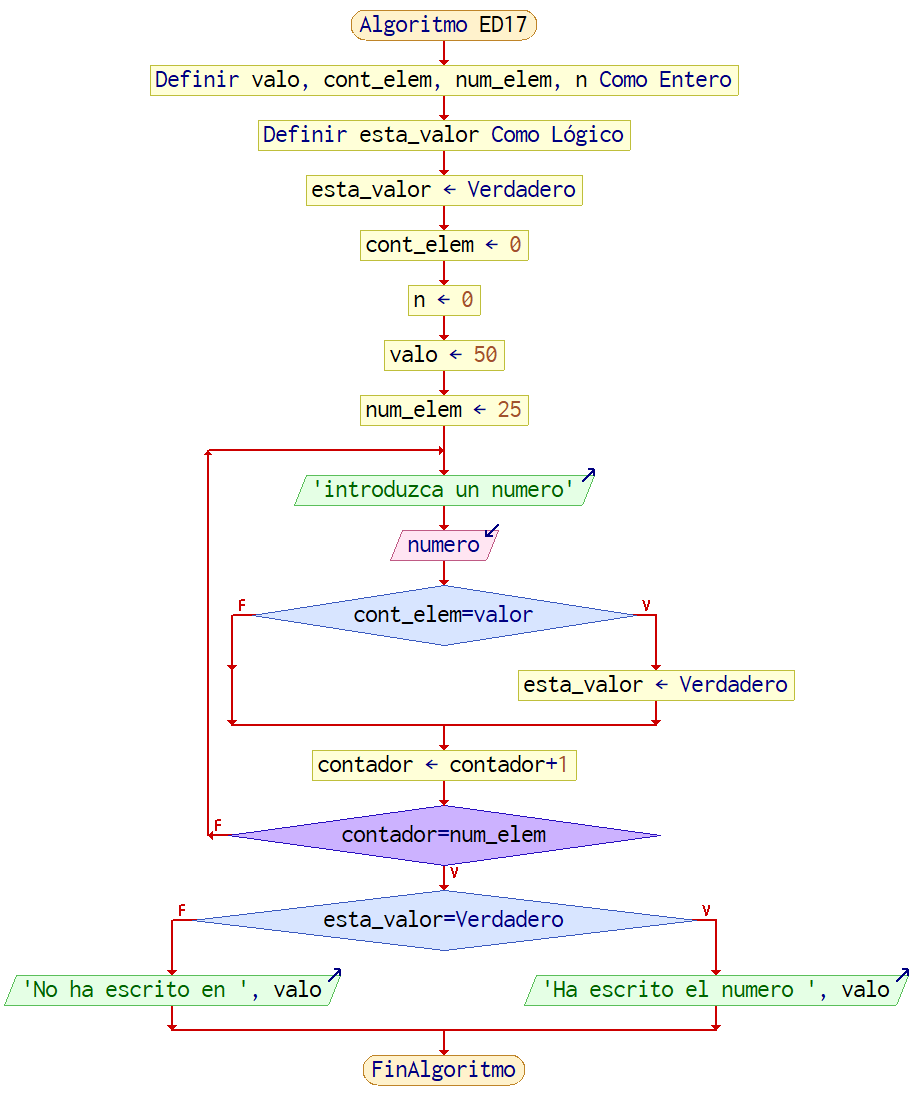 Algoritmo ED17
Definir valo, cont_elem, num_elem, n Como Entero
Definir esta_valor Como Lógico
esta_valor ← Verdadero
cont_elem ← 0
n ← 0
valo ← 50
num_elem ← 25
'introduzca un numero'
numero
cont_elem=valor
F
V
esta_valor ← Verdadero
contador ← contador+1
contador=num_elem
F
V
esta_valor=Verdadero
F
V
'No ha escrito en ', valo
'Ha escrito el numero ', valo
FinAlgoritmo